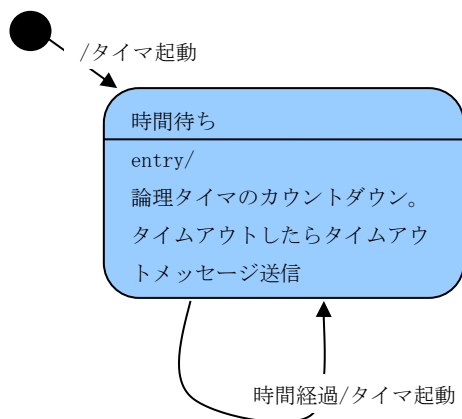 /タイマ起動
時間待ち
entry/
論理タイマのカウントダウン。
タイムアウトしたらタイムアウ
トメッセージ送信
時間経過/タイマ起動